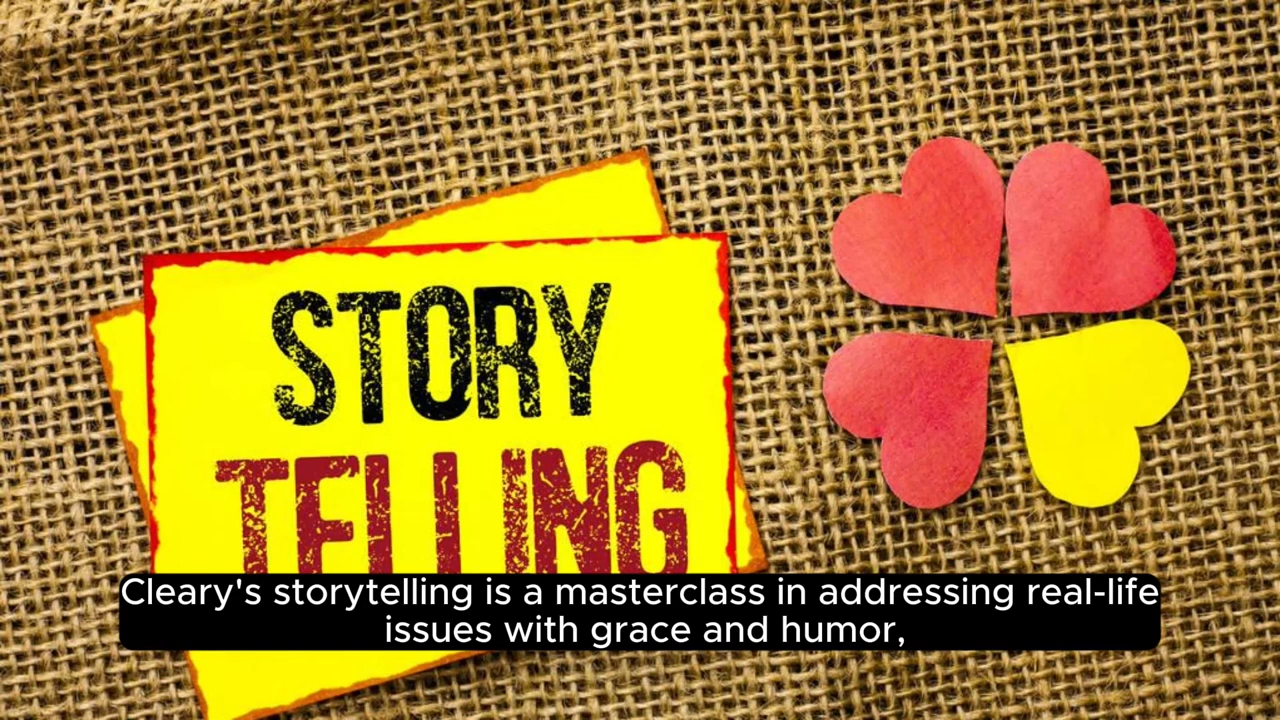 STORY
TELLING
Cleary's storytelling is a masterclass in addressing real-life
issues with grace and humor,